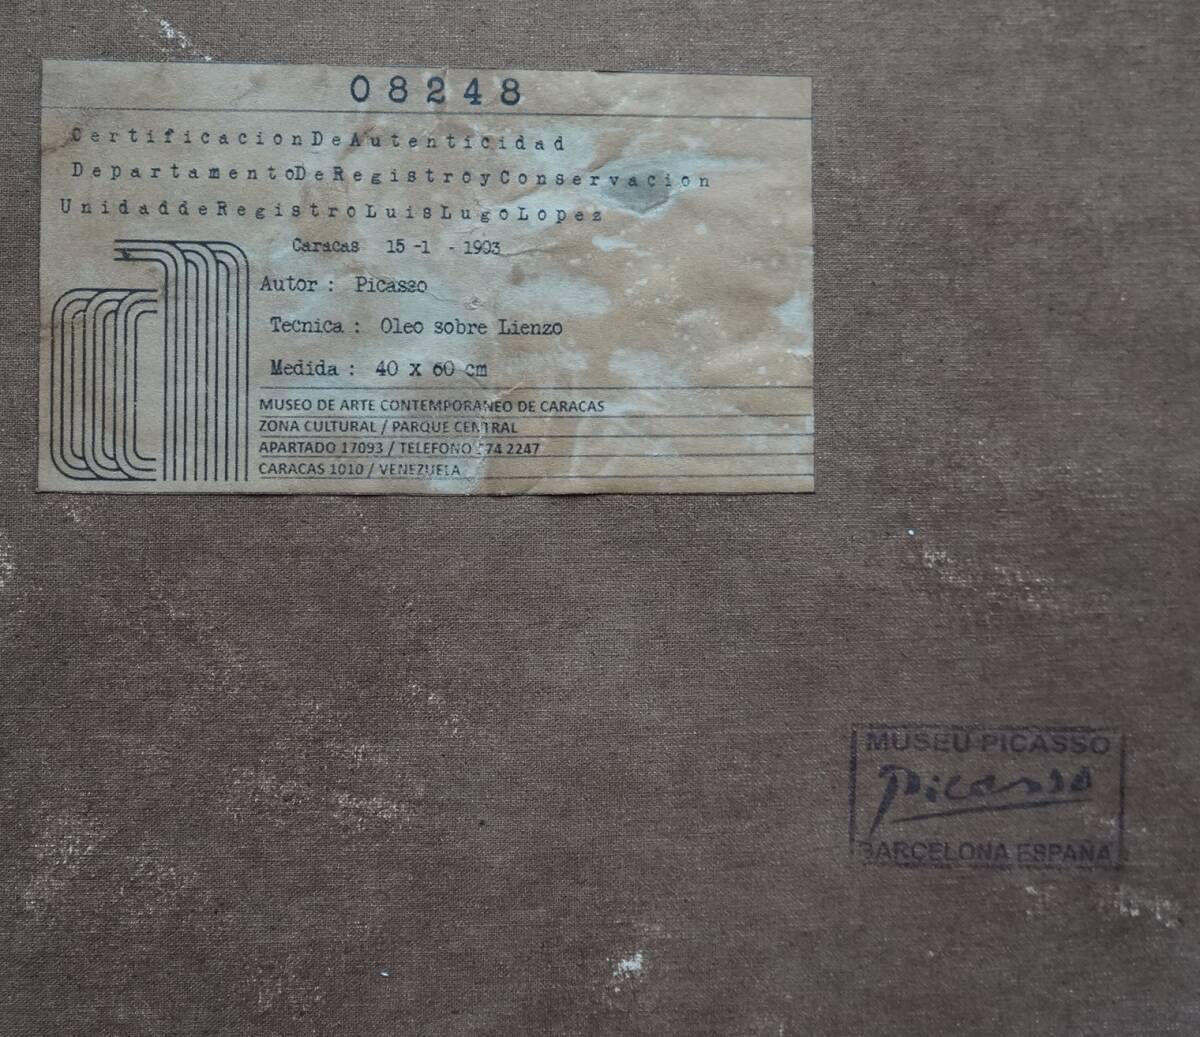 08248
CertificacionDeAutenticidad
DepartamentoDeRegistroyConservacion
UnidaddeRegistroLuisLugoLopez
Caracas 15 -1 - 1903
Autor : Picasso
Tecnica : Oleo sobre Lienzo
Medida : 40 x 60 cm
MUSEO DE ARTE CONTEMPORANEO DE CARACAS
ZONA CULTURAL / PARQUE CENTRAL
APARTADO 17093 / TELEFONO 74 2247
CARACAS 1010 / VENEZUELA
MUSEU PICASSO
Picasso
BARCELONA ESPAÑA